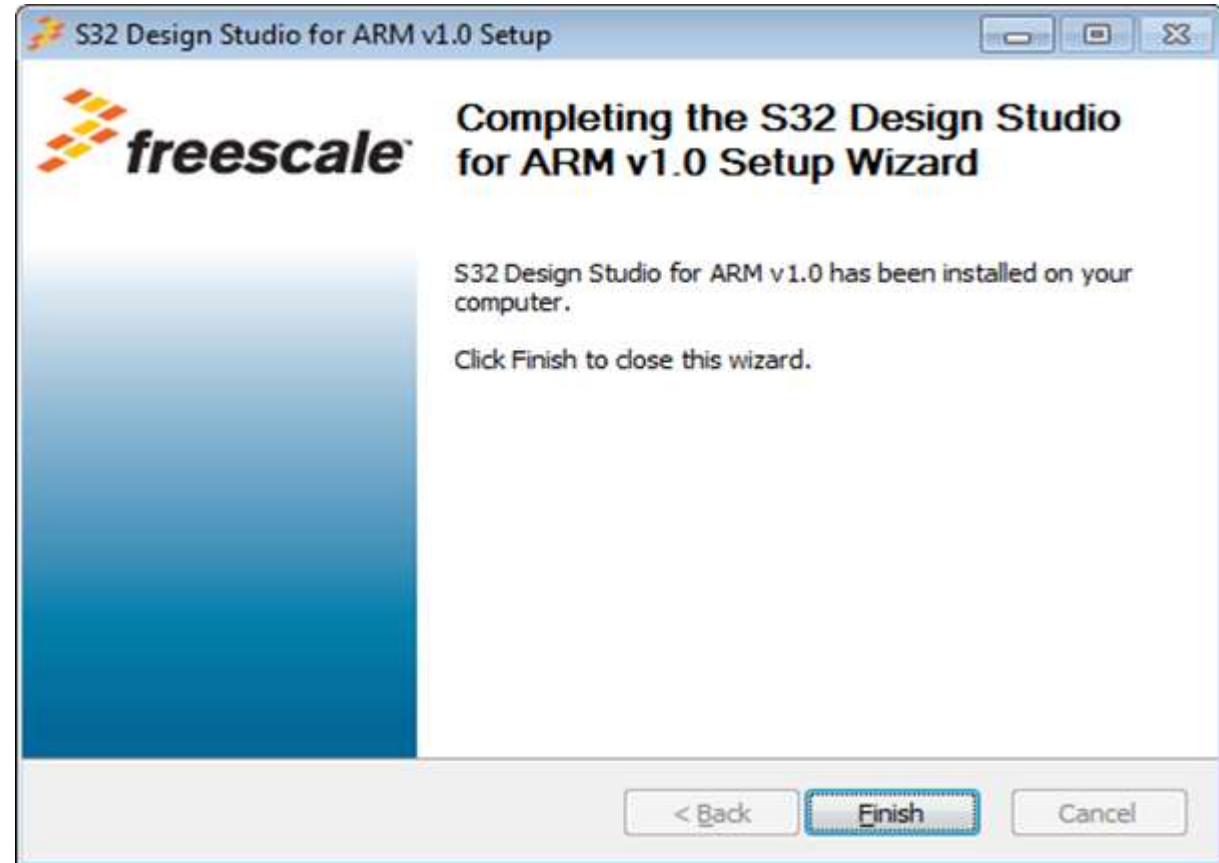 S32 Design Studio for ARM v1.0 Setup
freescale™
Completing the S32 Design Studio
for ARM v1.0 Setup Wizard
S32 Design Studio for ARM v1.0 has been installed on your
computer.
Click Finish to close this wizard.
< Back Finish Cancel